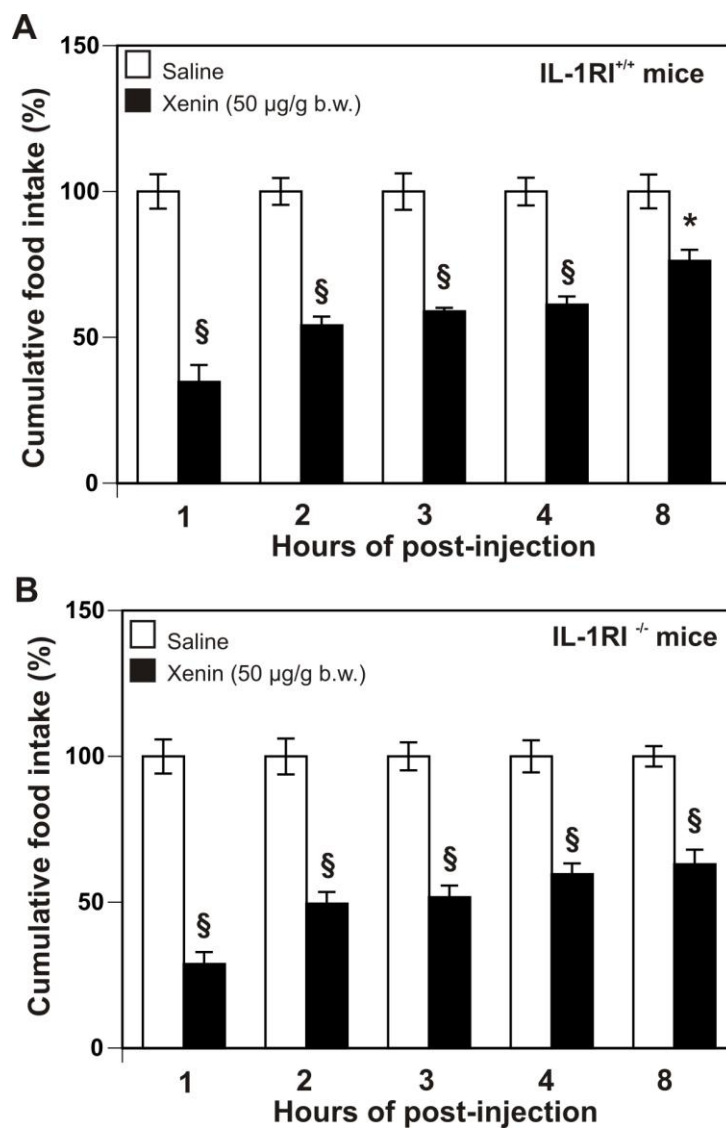 A
150
Saline
IL-1RI+/+ mice
Xenin (50 µg/g b.w.)
Cumulative food intake (%)
100
*
§
§
§
§
50
0
1 2 3 4 8
Hours of post-injection
B
150
Saline
IL-1RI -/- mice
Xenin (50 µg/g b.w.)
Cumulative food intake (%)
100
§
§
§
§
§
50
0
1 2 3 4 8
Hours of post-injection